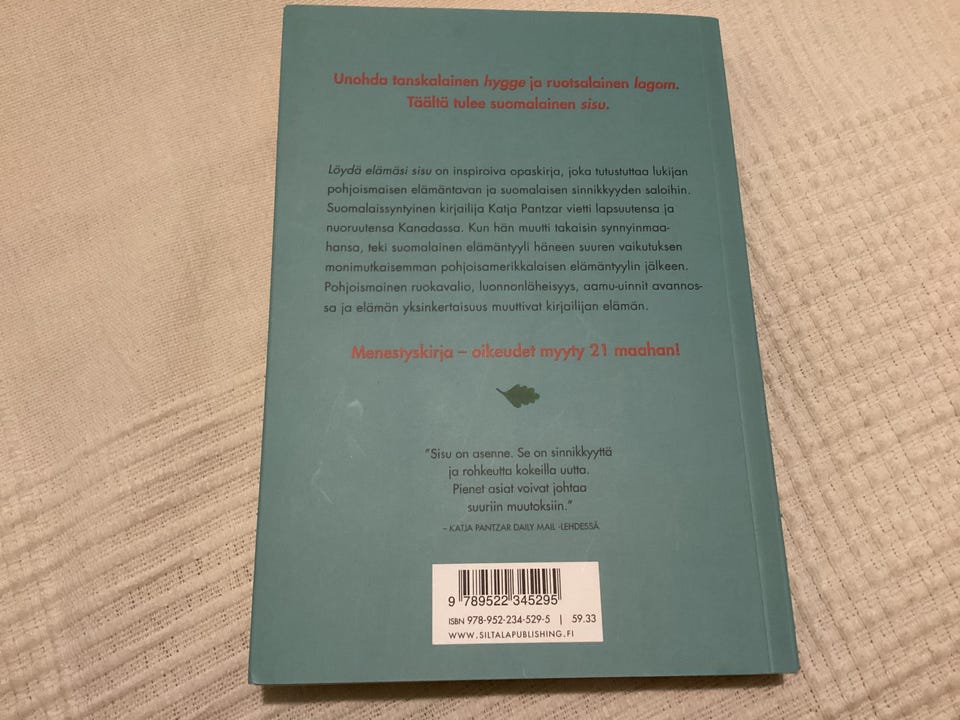 Unohda tanskalainen hygge ja ruotsalainen lagom.
Täältä tulee suomalainen sisu.
Löydä elämäsi sisu on inspiroiva opaskirja, joka tutustuttaa lukijan
pohjoismaisen elämäntavan ja suomalaisen sinnikkyyden saloihin.
Suomalaissyntyinen kirjailija Katja Pantzar vietti lapsuutensa ja
nuoruutensa Kanadassa. Kun hän muutti takaisin synnyinmaa-
hansa, teki suomalainen elämäntyyli häneen suuren vaikutuksen
monimutkaisemman pohjoisamerikkalaisen elämäntyylin jälkeen.
Pohjoismainen ruokavalio, luonnonläheisyys, aamu-uinnit avannos-
sa ja elämän yksinkertaisuus muuttivat kirjailijan elämän.
Menestyskirja – oikeudet myyty 21 maahan!
"Sisu on asenne. Se on sinnikkyyttä
ja rohkeutta kokeilla uutta.
Pienet asiat voivat johtaa
suuriin muutoksiin."
– KATJA PANTZAR DAILY MAIL -LEHDESSÄ
9 789522 345295
ISBN 978-952-234-529-5 | 59.33
WWW.SILTALAPUBLISHING.FI